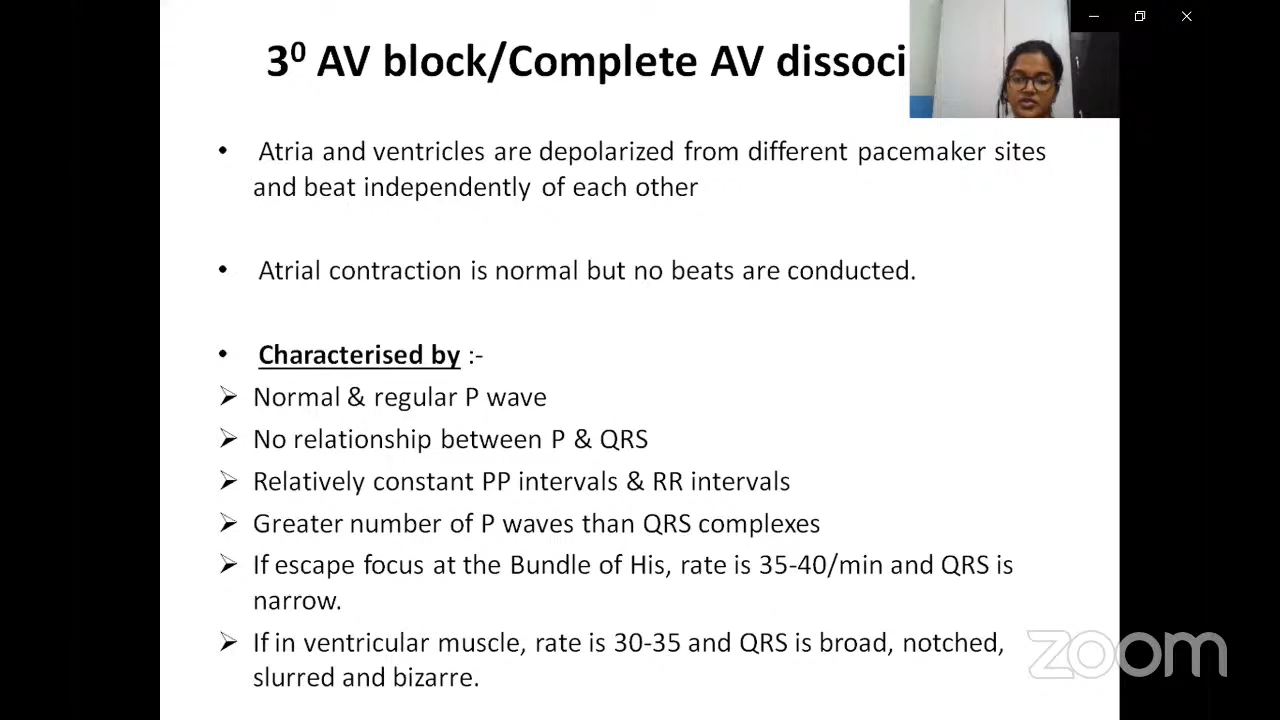 3⁰ AV block/Complete AV dissoci
• Atria and ventricles are depolarized from different pacemaker sites
and beat independently of each other
• Atrial contraction is normal but no beats are conducted.
• Characterised by :-
➢ Normal & regular P wave
➢ No relationship between P & QRS
➢ Relatively constant PP intervals & RR intervals
➢ Greater number of P waves than QRS complexes
➢ If escape focus at the Bundle of His, rate is 35-40/min and QRS is
narrow.
➢ If in ventricular muscle, rate is 30-35 and QRS is broad, notched,
slurred and bizarre.
zoom